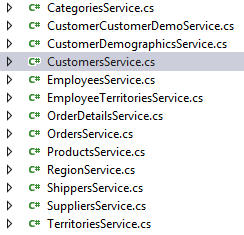 C# CategoriesService.cs
C# CustomerCustomerDemoService.cs
C# CustomerDemographicsService.cs
C# CustomersService.cs
C# EmployeesService.cs
C# EmployeeTerritoriesService.cs
C# OrderDetailsService.cs
C# OrdersService.cs
C# ProductsService.cs
C# RegionService.cs
C# ShippersService.cs
C# SuppliersService.cs
C# TerritoriesService.cs